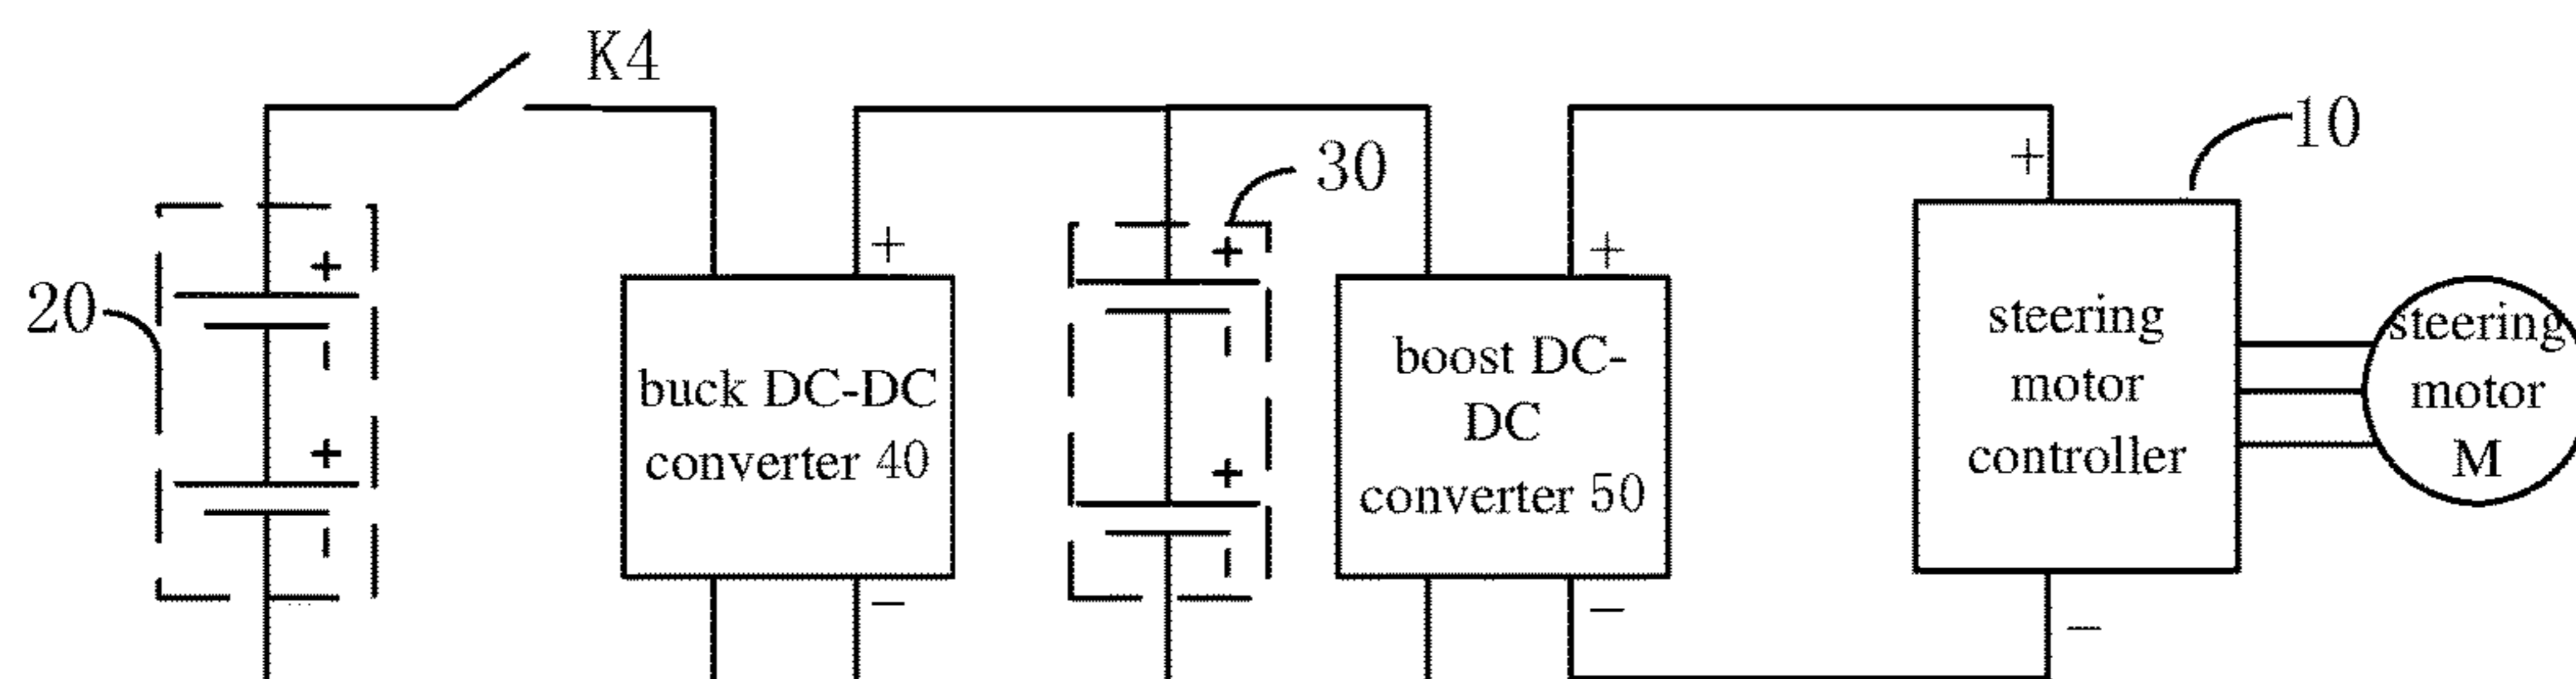 K4
10
30
20
+
+
-
+
-
+
-
+
-
+
-
+
-
+
-
buck DC-DC
converter 40
boost DC-
DC
converter 50
steering
motor
controller
steering
motor
M